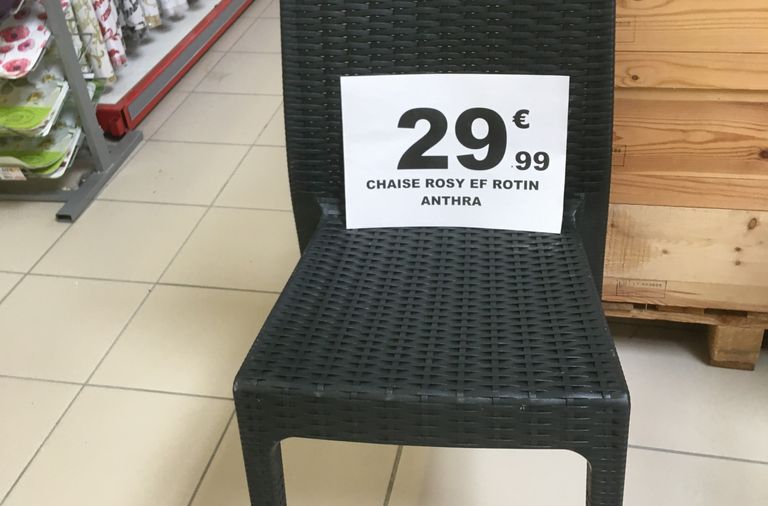 29€.99
CHAISE ROSY EF ROTIN
ANTHRA